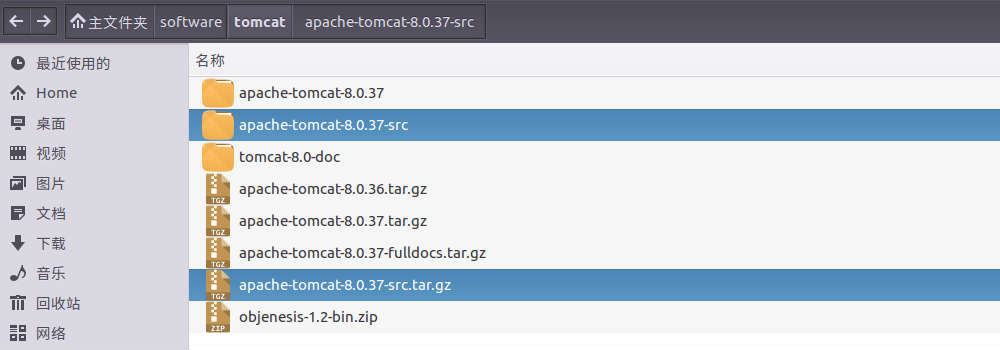 主文件夹 software tomcat apache-tomcat-8.0.37-src
最近使用的
Home
桌面
视频
图片
文档
下载
音乐
回收站
网络
名称
apache-tomcat-8.0.37
apache-tomcat-8.0.37-src
tomcat-8.0-doc
TGZ apache-tomcat-8.0.36.tar.gz
TGZ apache-tomcat-8.0.37.tar.gz
TGZ apache-tomcat-8.0.37-fulldocs.tar.gz
TGZ apache-tomcat-8.0.37-src.tar.gz
ZIP objenesis-1.2-bin.zip